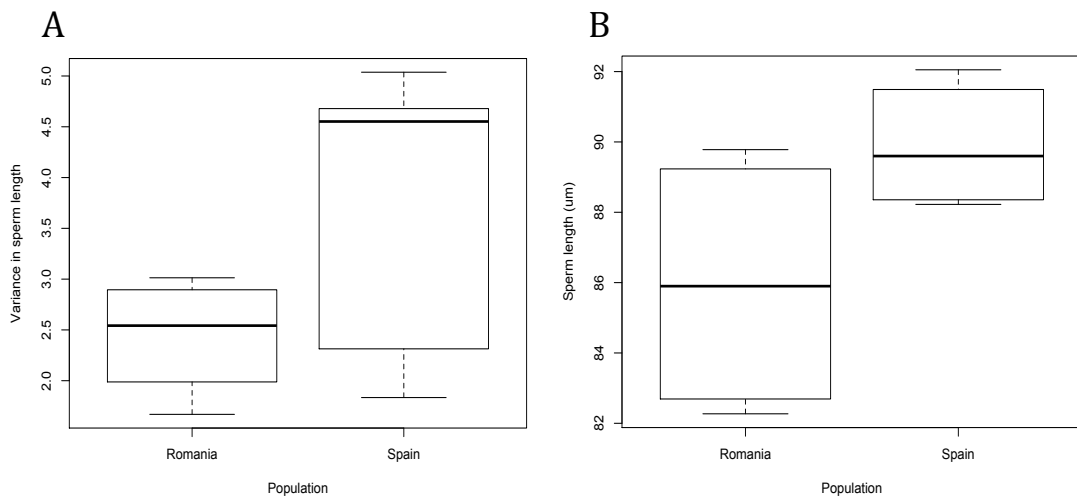 A
Variance in sperm length
5.0
4.5
4.0
3.5
3.0
2.5
2.0
Romania
Spain
Population
B
Sperm length (um)
92
90
88
86
84
82
Romania
Spain
Population